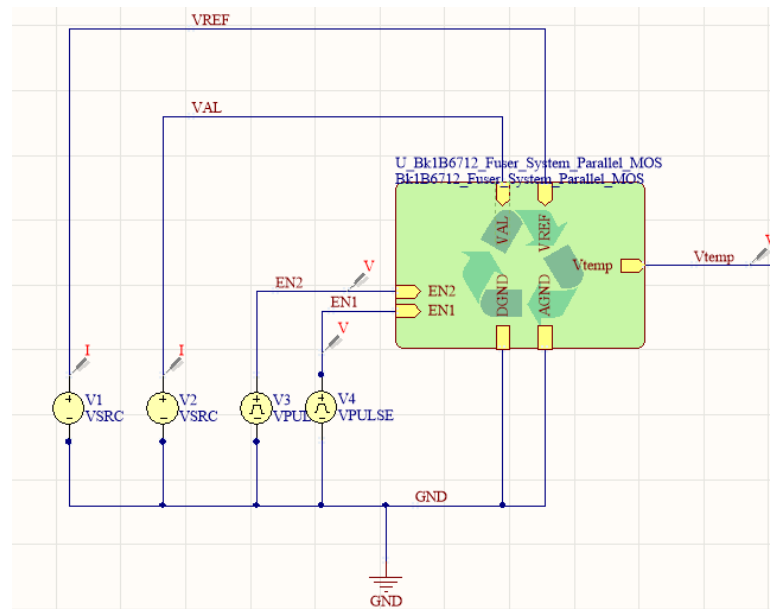 VREF
VAL
U_Bk1B6712_Fuser_System_Parallel_MOS
Bk1B6712_Fuser_System_Parallel_MOS
VAL
VREF
V
Vtemp
Vtemp
V
EN2
EN2
DGND
AGND
EN1
EN1
V
I
I
V1
VSRC
V2
VSRC
V3
VPUL
V4
VPULSE
GND
GND